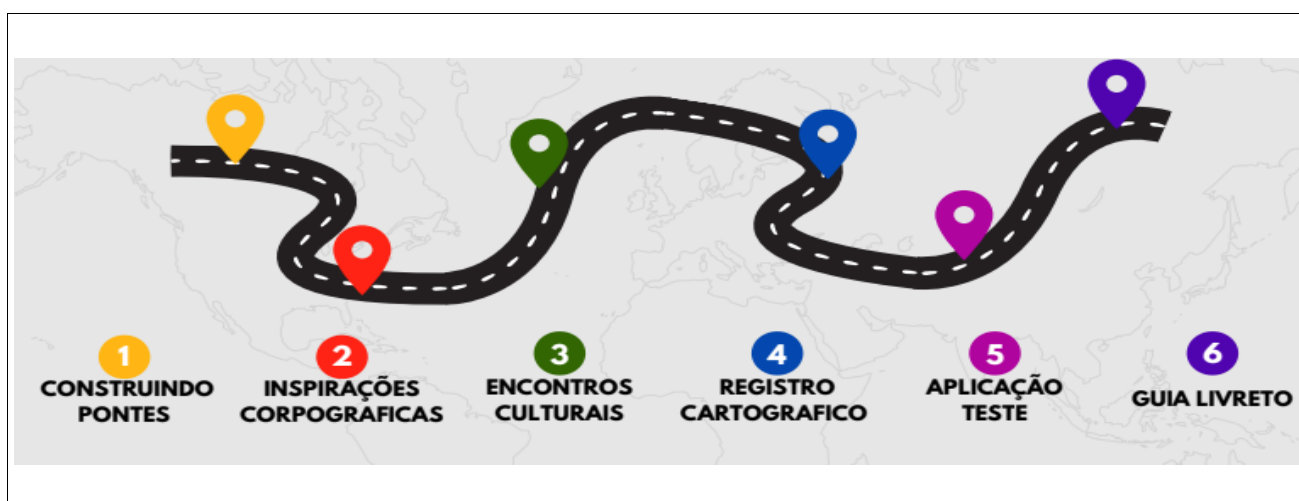 1
CONSTRUINDO
PONTES
2
INSPIRAÇÕES
CORPOGRAFICAS
3
ENCONTROS
CULTURAIS
4
REGISTRO
CARTOGRAFICO
5
APLICAÇÃO
TESTE
6
GUIA LIVRETO